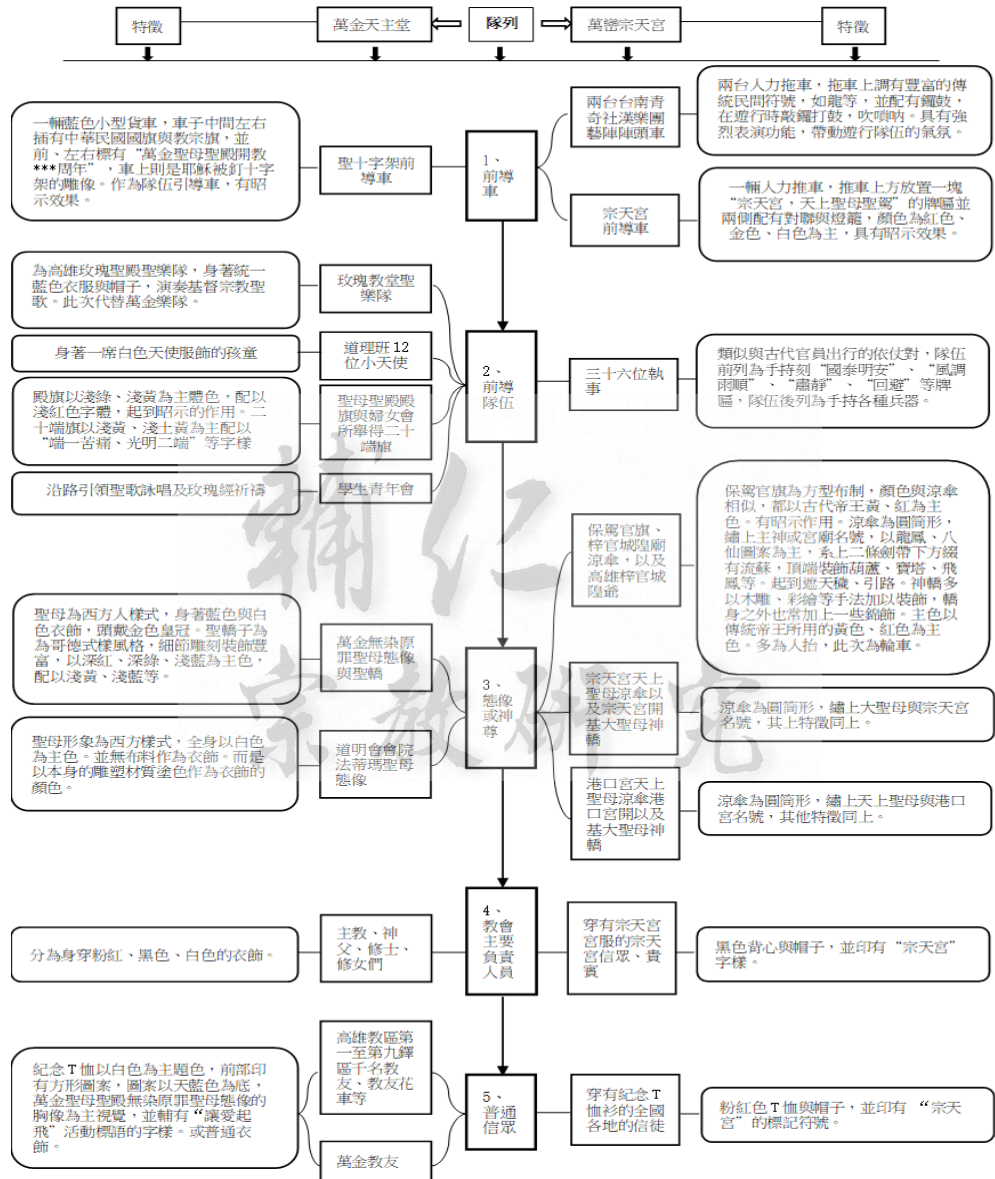 特徵
萬金天主堂
隊列
萬巒宗天宮
特徵
一輛藍色小型貨車，車子中間左右
插有中華民國國旗與教宗旗，並
前、左右標有“萬金聖母聖殿開教
***周年”，車上則是耶穌被釘十字
架的雕像。作為隊伍引導車，有昭
示效果。
聖十字架前
導車
1、
前導
車
兩台台南青
奇社漢樂團
藝陣陣頭車
兩台人力拖車，拖車上調有豐富的傳
統民間符號，如龍等，並配有鑼鼓，
在遊行時敲鑼打鼓，吹嗩吶。具有強
烈表演功能，帶動遊行隊伍的氣氛。
宗天宮
前導車
一輛人力推車，推車上方放置一塊
“宗天宮，天上聖母聖駕”的牌匾並
兩側配有對聯與燈籠，顏色為紅色、
金色、白色為主，具有昭示效果。
為高雄玫瑰聖殿聖樂隊，身著統一
藍色衣服與帽子，演奏基督宗教聖
歌。此次代替萬金樂隊。
玫瑰教堂聖
樂隊
身著一席白色天使服飾的孩童
道理班 12
位小天使
殿旗以淺綠、淺黃為主體色，配以
淺紅色字體，起到昭示的作用。二
十端旗以淺黃、淺土黃為主配以
“端一苦痛、光明二端”等字樣
聖母聖殿殿
旗與婦女會
所舉得二十
端旗
沿路引領聖歌詠唱及玫瑰經祈禱
學生青年會
2、
前導
隊伍
三十六位執
事
類似與古代官員出行的依仗對，隊伍
前列為手持刻“國泰明安”、“風調
雨順”、“肅靜”、“回避”等牌
區，隊伍後列為手持各種兵器。
聖母為西方人樣式，身著藍色與白
色衣飾，頭戴金色皇冠。聖轎子為
為哥德式樣風格，細節雕刻裝飾豐
富，以深紅、深綠、淺藍為主色，
配以淺黃、淺藍等。
萬金無染原
罪聖母態像
與聖轎
聖母形象為西方樣式，全身以白色
為主色。並無布料作為衣飾。而是
以本身的雕塑材質塗色作為衣飾的
顏色。
道明會會院
法蒂瑪聖母
態像
3、
態像
或神
尊
保駕官旗、
梓官城隍廟
涼傘，以及
高雄梓官城
隍爺
保駕官旗為方型布制，顏色與涼傘
相似，都以古代帝王黃、紅為主
色。有昭示作用。涼傘為圓筒形，
繡上主神或宮廟名號，以龍鳳、八
仙圖案為主，系上二條劍帶下方綴
有流蘇，頂端裝飾葫蘆、寶塔、飛
鳳等。起到遮天穢、引路。神轎多
以木雕、彩繪等手法加以裝飾，轎
身之外也常加上一些錦飾。主色以
傳統帝王所用的黃色、紅色為主
色。多為人抬，此次為輪車。
宗天宮天上
聖母涼傘以
及宗天宮開
基大聖母神
轎
涼傘為圓筒形，繡上大聖母與宗天宮
名號，其上特徵同上。
港口宮天上
聖母涼傘港
口宮開以及
基大聖母神
轎
涼傘為圓筒形，繡上天上聖母與港口
宮名號，其他特徵同上。
分為身穿粉紅、黑色、白色的衣飾。
主教、神
父、修士、
修女們
4、
教會
主要
負責
人員
穿有宗天宮
宮服的宗天
宮信眾、貴
賓
黑色背心與帽子，並印有“宗天宮”
字樣。
紀念 T 恤以白色為主題色，前部印
有方形圖案，圖案以天藍色為底，
萬金聖母聖殿無染原罪聖母態像的
胸像為主視覺，並輔有“讓愛起
飛”活動標語的字樣。或普通衣
飾。
高雄教區第
一至第九鐸
區千名教
友、教友花
車等
萬金教友
5、
普通
信眾
穿有紀念 T
恤衫的全國
各地的信徒
粉紅色 T 恤與帽子，並印有 “宗天
宮”的標記符號。
輔仁
宗教研究